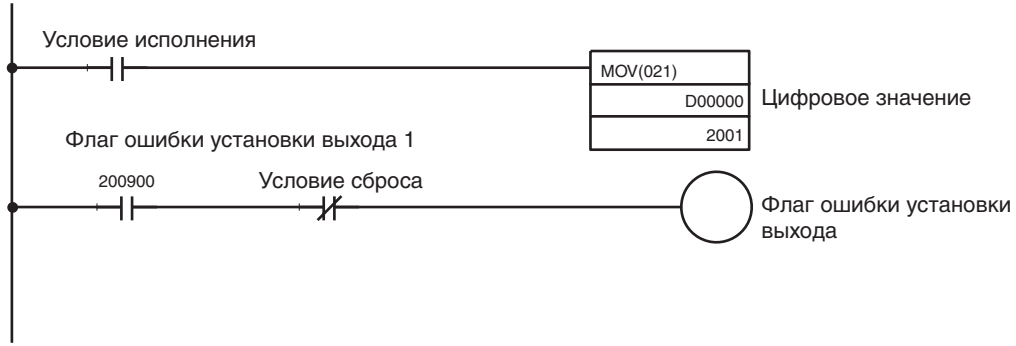 Условие исполнения
MOV(021)
D00000
Цифровое значение
2001
Флаг ошибки установки выхода 1
200900
Условие сброса
Флаг ошибки установки
выхода